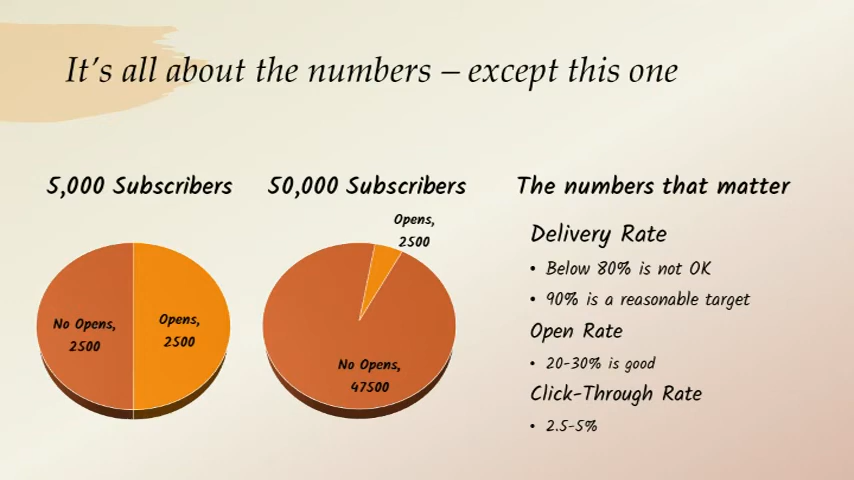 It’s all about the numbers – except this one
5,000 Subscribers
No Opens,
2500
Opens,
2500
50,000 Subscribers
Opens,
2500
No Opens,
47500
The numbers that matter
Delivery Rate
• Below 80% is not OK
• 90% is a reasonable target
Open Rate
• 20-30% is good
Click-Through Rate
• 2.5-5%